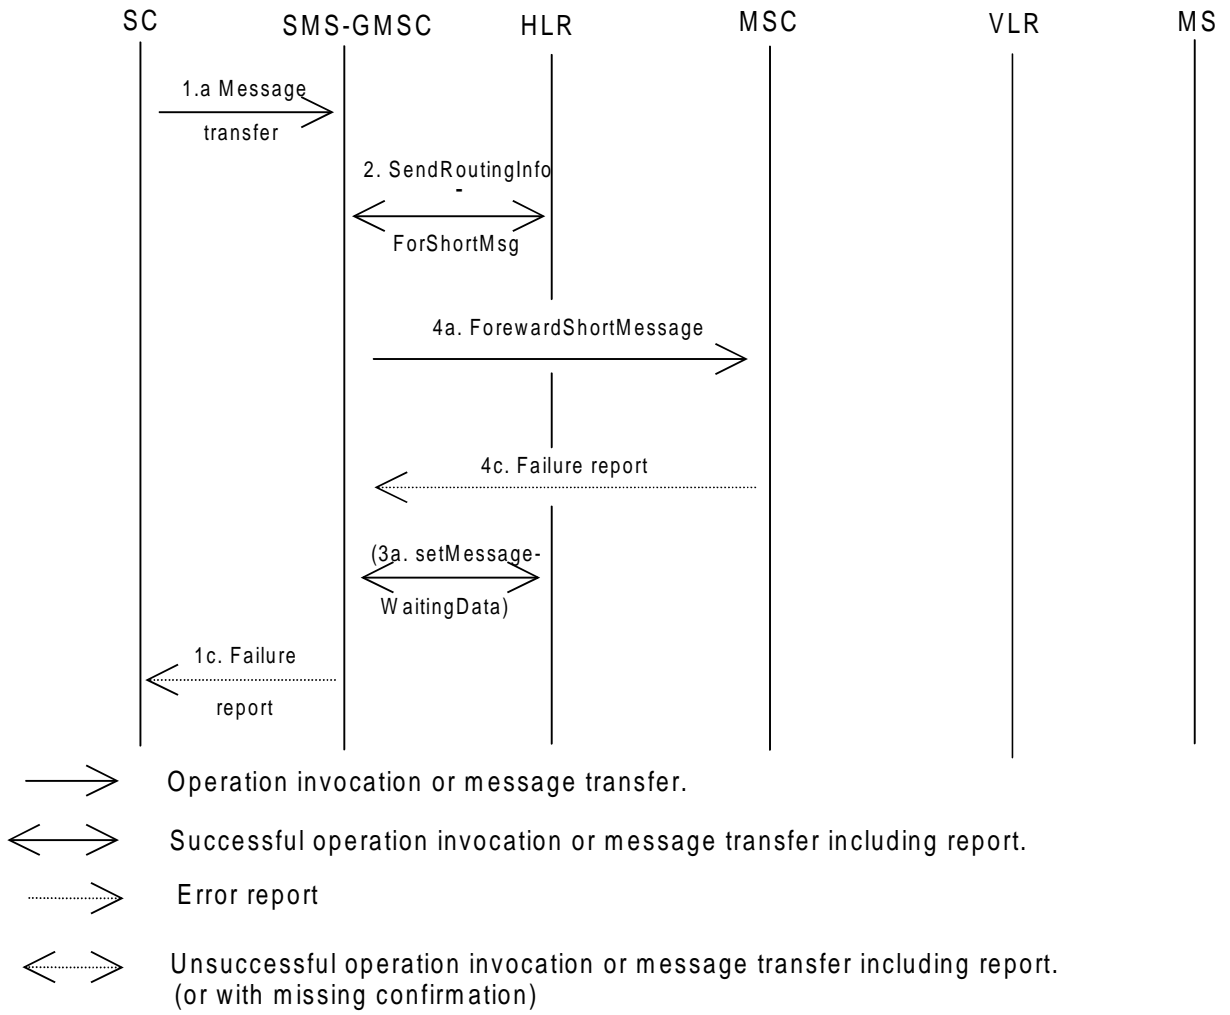 SC SMS-GMSC HLR MSC VLR MS
1.a Message
transfer
2. SendRoutingInfo
-
ForShortMsg
4a. ForewardShortMessage
4c. Failure report
(3a. setMessage-
WaitingData)
1c. Failure
report
Operation invocation or message transfer.
Successful operation invocation or message transfer including report.
Error report
Unsuccessful operation invocation or message transfer including report.
(or with missing confirmation)